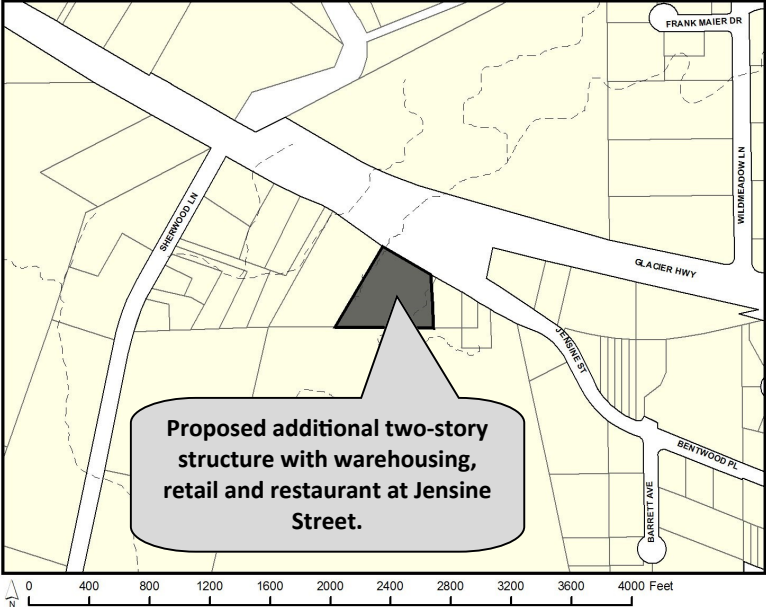 FRANK MAIER DR
WILDMEADOW LN
SHERWOOD LN
GLACIER HWY
JENSINE ST
Proposed additional two-story
structure with warehousing,
retail and restaurant at Jensine
Street.
BENTWOOD PL
BARRETT AVE
0 400 800 1200 1600 2000 2400 2800 3200 3600 4000 Feet
N